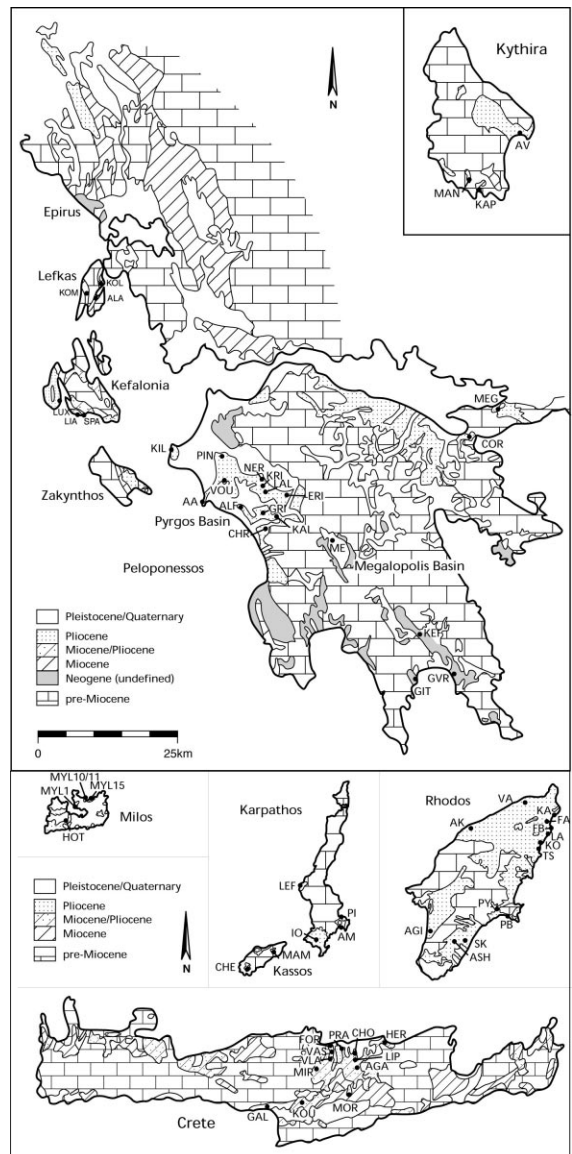 Kythira
AV
MAN
KAP
N
Epirus
Lefkas
KOL
KOM
ALA
Kefalonia
LUX
LIA
SPA
Zakynthos
MEG
COR
KIL
PIN
NER
KRI
VOU
ERI
AA
ALF
GRI
Pyrgos Basin
KAI
CHR
ME
Megalopolis Basin
Peloponessos
Pleistocene/Quaternary
Pliocene
Miocene/Pliocene
Miocene
Neogene (undefined)
pre-Miocene
KEF
GVR
GIT
0 25km
MYL10/11
MYL1
MYL15
Milos
HOT
Pleistocene/Quaternary
Pliocene
Miocene/Pliocene
Miocene
pre-Miocene
N
Karpathos
LEF
PI
IO
AM
MAM
CHE
Kassos
Rhodos
VA
KA
FA
AK
FB
LA
KO
TS
PY
PB
AGI
SK
ASH
FOR
PRA
CHO
HER
VAS
VLA
LIP
MIR
AGA
KOU
MOR
GAL
Crete